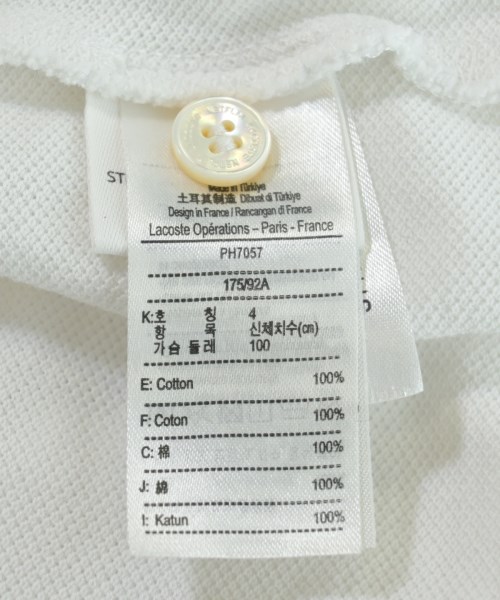 ST
Made in Türkiye
土耳其制造 Dibuat di Türkiye
Design in France / Rancangan di France
Lacoste Opérations – Paris - France
PH7057
175/92A
K: 호 칭 4
항 목 신체치수(cm)
가슴 둘레 100
E: Cotton 100%
F: Coton 100%
C: 棉 100%
J: 綿 100%
I: Katun 100%